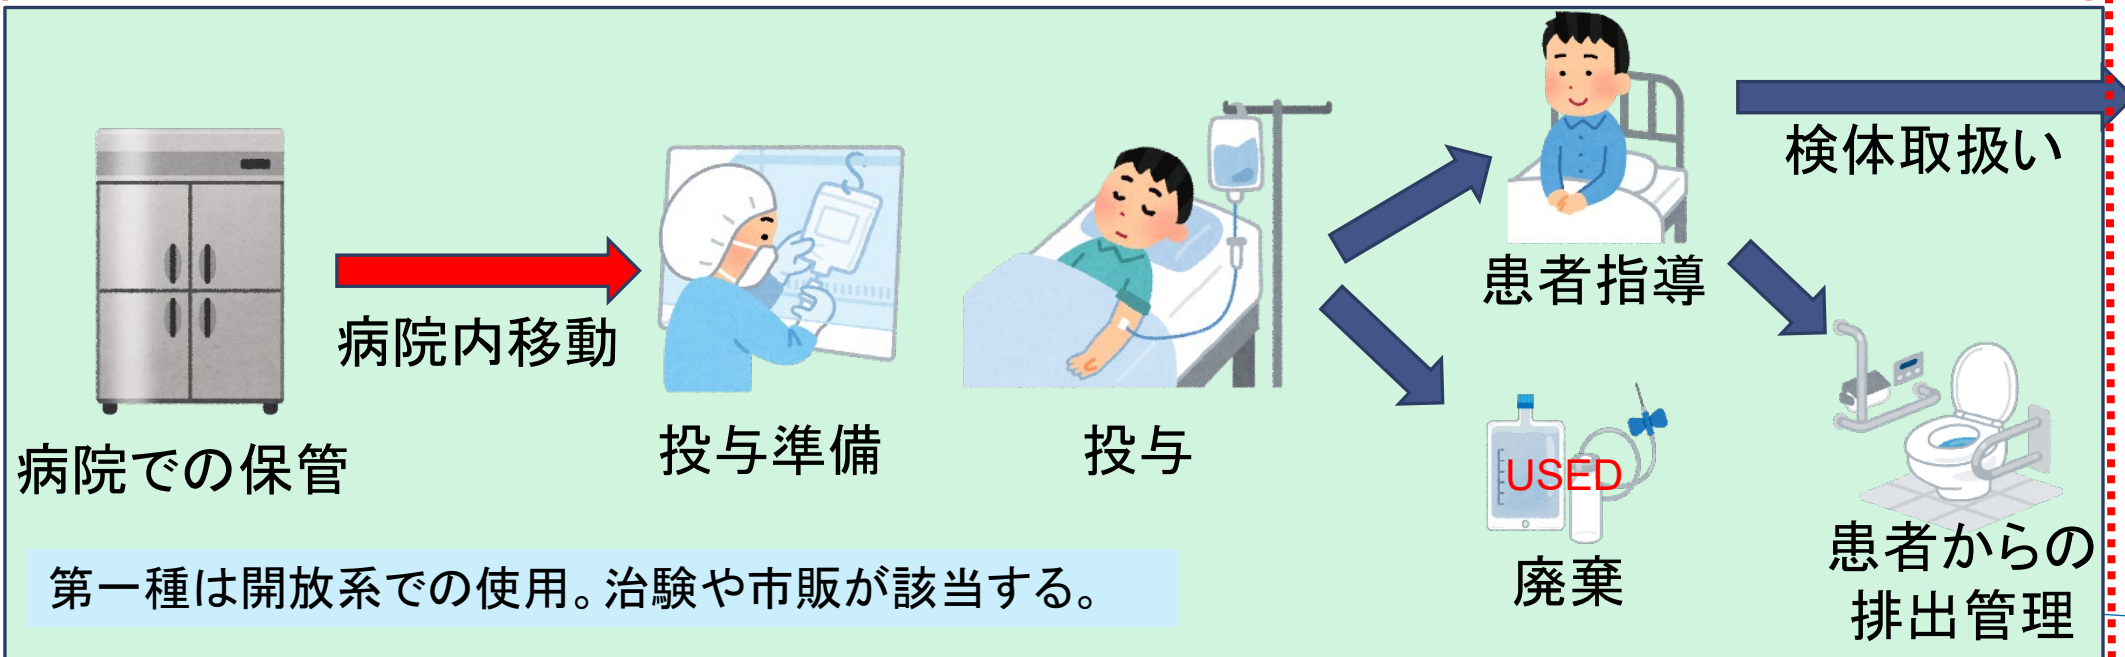 病院での保管
病院内移動
投与準備
投与
患者指導
検体取扱い
USED
廃棄
患者からの
排出管理
第一種は開放系での使用。治験や市販が該当する。